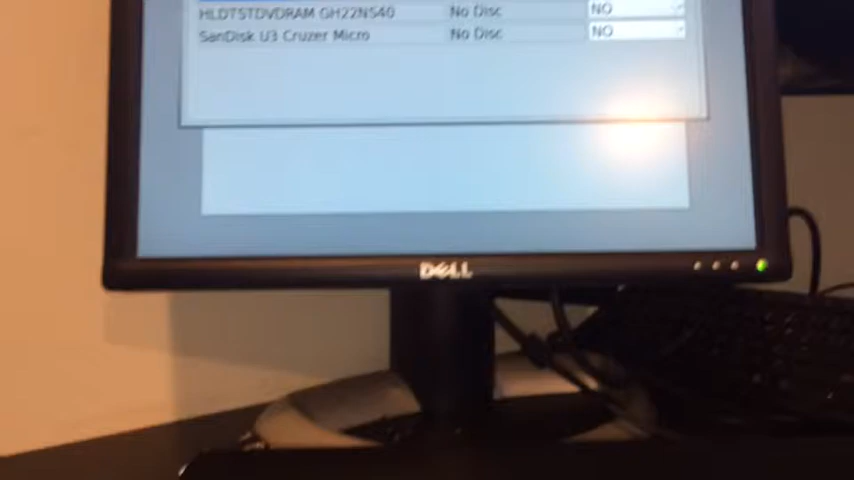 HLDTSTDVDRAM GH22NS40 No Disc NO
SanDisk U3 Cruzer Micro No Disc NO
DELL